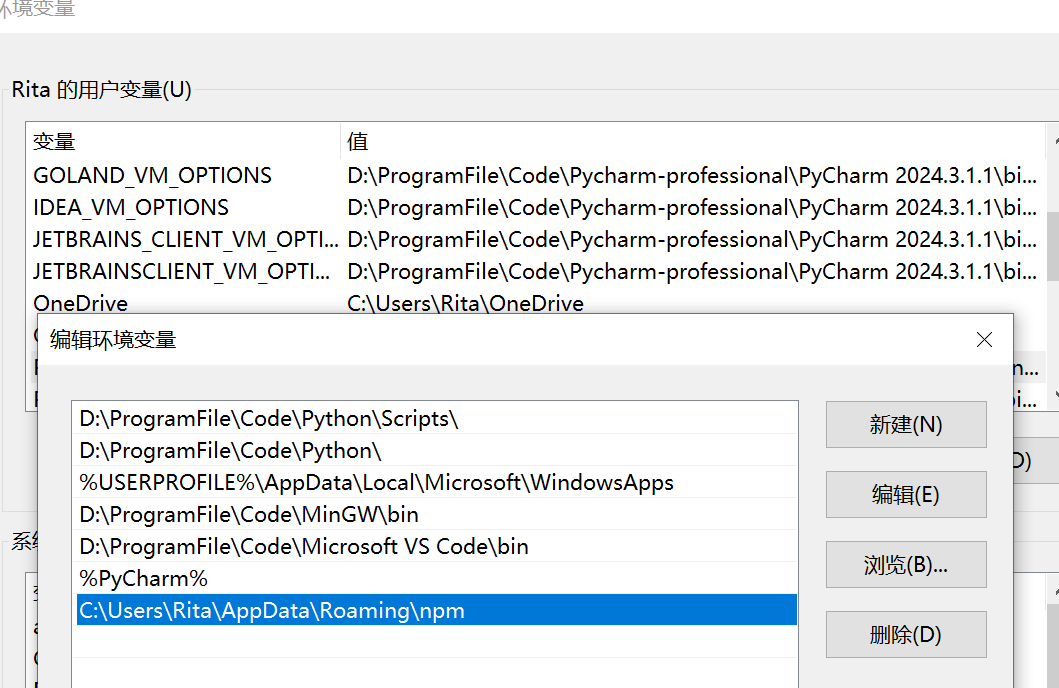 环境变量
Rita 的用户变量(U)
变量 值
GOLAND_VM_OPTIONS D:\ProgramFile\Code\Pycharm-professional\PyCharm 2024.3.1.1\bi...
IDEA_VM_OPTIONS D:\ProgramFile\Code\Pycharm-professional\PyCharm 2024.3.1.1\bi...
JETBRAINS_CLIENT_VM_OPTI... D:\ProgramFile\Code\Pycharm-professional\PyCharm 2024.3.1.1\bi...
JETBRAINSCLIENT_VM_OPTI... D:\ProgramFile\Code\Pycharm-professional\PyCharm 2024.3.1.1\bi...
OneDrive C:\Users\Rita\OneDrive
编辑环境变量
n...
bi...
D:\ProgramFile\Code\Python\Scripts\
新建(N)
D:\ProgramFile\Code\Python\
D)
%USERPROFILE%\AppData\Local\Microsoft\WindowsApps
编辑(E)
D:\ProgramFile\Code\MinGW\bin
系统
D:\ProgramFile\Code\Microsoft VS Code\bin
浏览(B)...
%PyCharm%
C:\Users\Rita\AppData\Roaming\npm
删除(D)